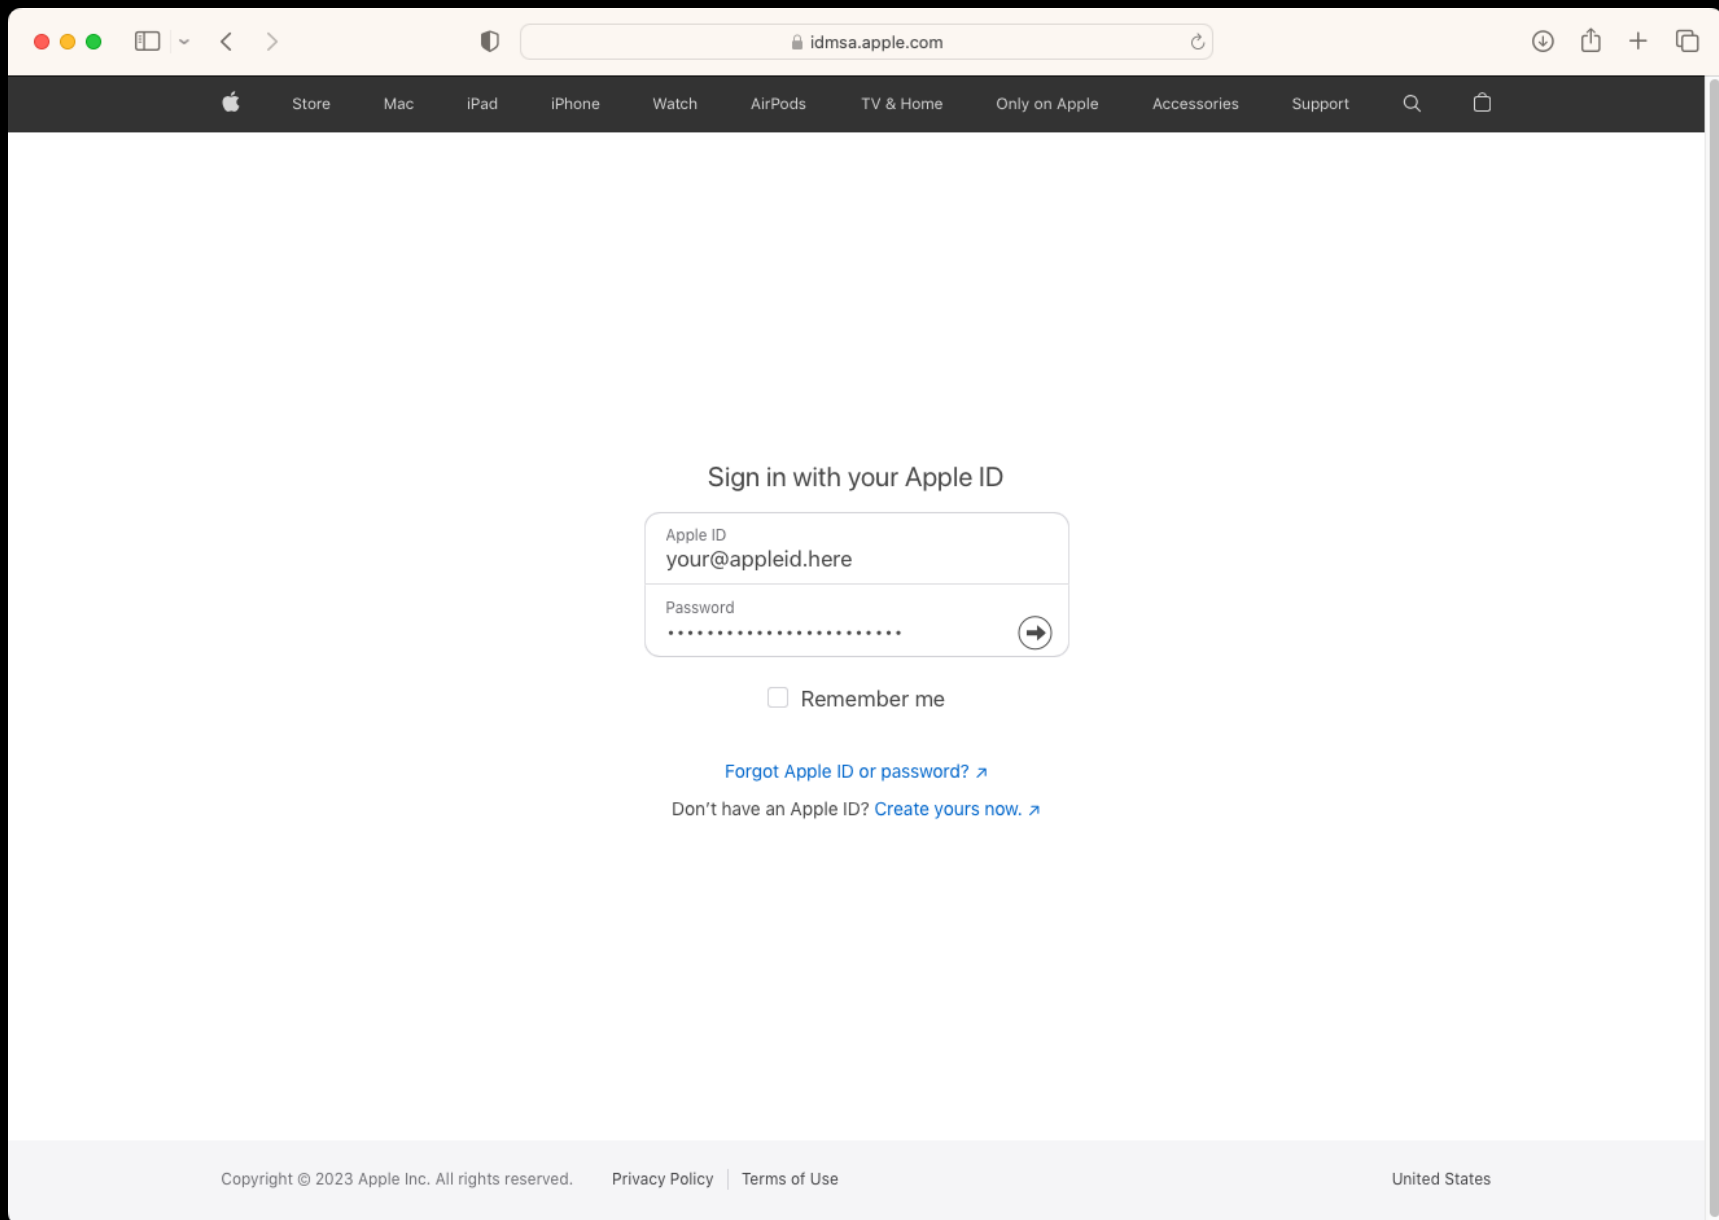 idmsa.apple.com
Store Mac iPad iPhone Watch AirPods TV & Home Only on Apple Accessories Support
Sign in with your Apple ID
Apple ID
your@appleid.here
Password
Remember me
Forgot Apple ID or password? ↗
Don’t have an Apple ID? Create yours now. ↗
Copyright © 2023 Apple Inc. All rights reserved. Privacy Policy Terms of Use United States